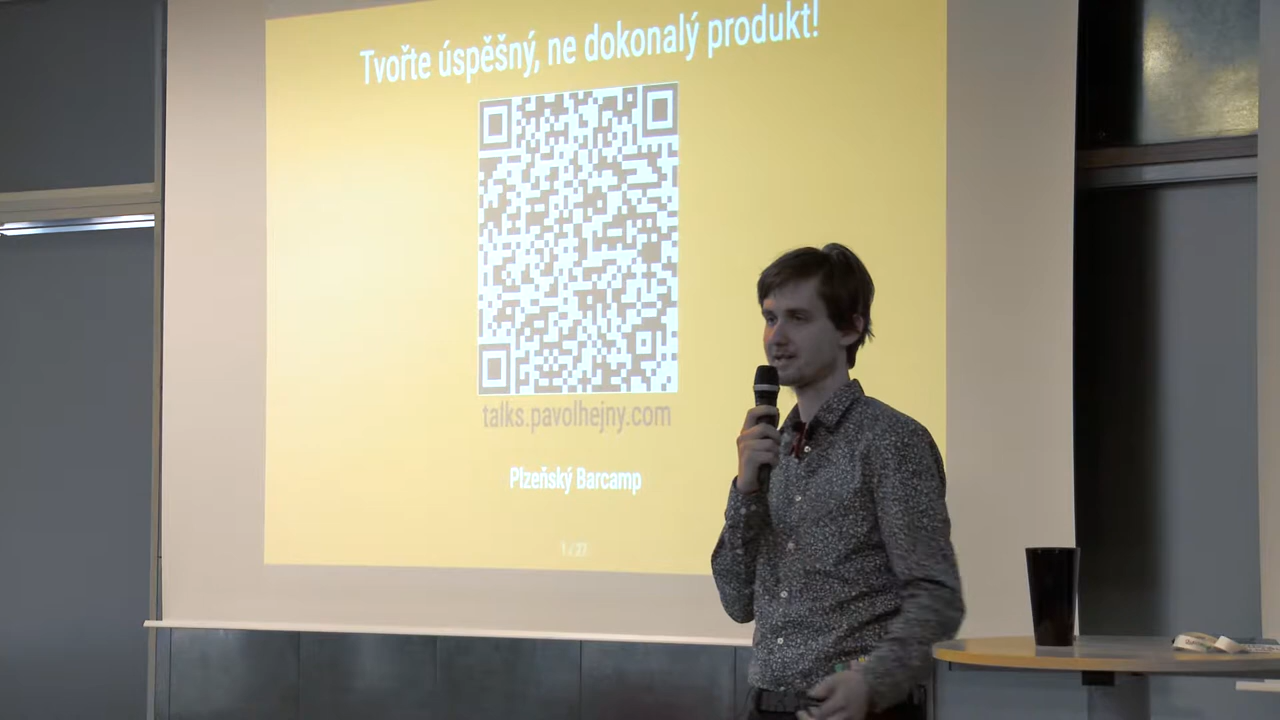 Tvořte úspěšný, ne dokonalý produkt!
talks.pavolhejny.com
Plzeňský Barcamp
1 / 27